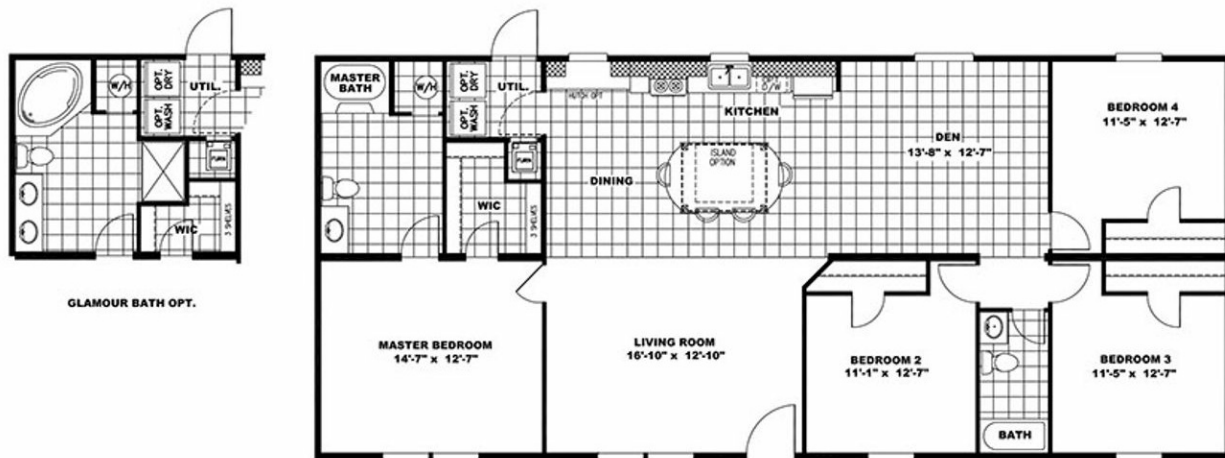 OPT.
DRY
OPT.
WASH
W/H
UTIL.
FURN
WIC
3 SHELVES
GLAMOUR BATH OPT.
MASTER
BATH
W/H
OPT.
DRY
OPT.
WASH
UTIL.
FURN
WIC
3 SHELVES
HUTCH OPT
OPT
D/W
KITCHEN
ISLAND
OPTION
DINING
DEN
13'-8" x 12'-7"
BEDROOM 4
11'-5" x 12'-7"
MASTER BEDROOM
14'-7" x 12'-7"
LIVING ROOM
16'-10" x 12'-10"
BEDROOM 2
11'-1" x 12'-7"
BATH
BEDROOM 3
11'-5" x 12'-7"